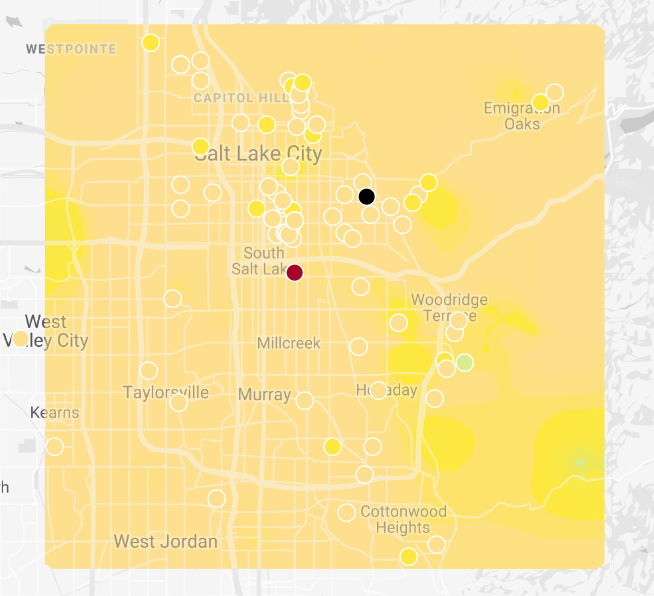 WESTPOINTE
CAPITOL HILL
Emigration
Oaks
Salt Lake City
South
Salt Lake
Woodridge
Terrace
West
Valley City
Millcreek
Taylorsville
Murray
Holladay
Kearns
Cottonwood
Heights
West Jordan